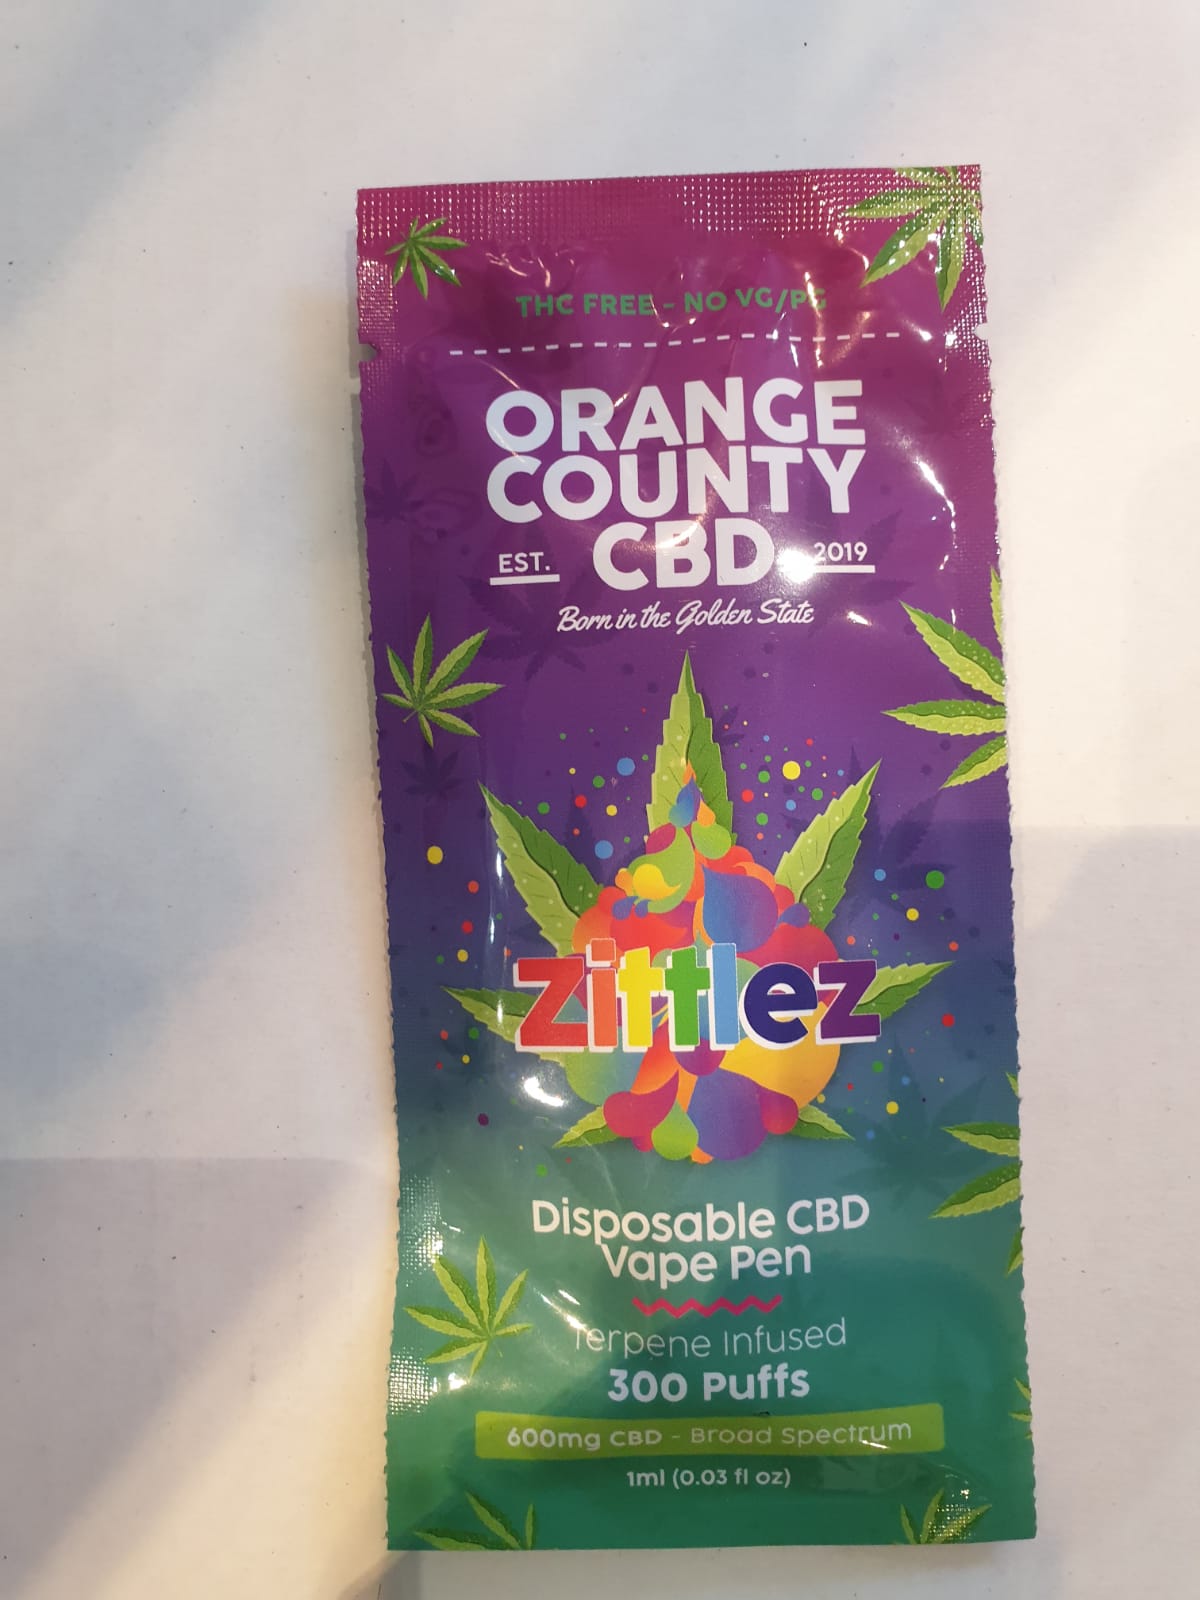 THC FREE - NO VG/PG
ORANGE
COUNTY
EST. CBD 2019
Born in the Golden State
Zittlez
Disposable CBD
Vape Pen
Terpene Infused
300 Puffs
600mg CBD - Broad Spectrum
1ml (0.03 fl oz)